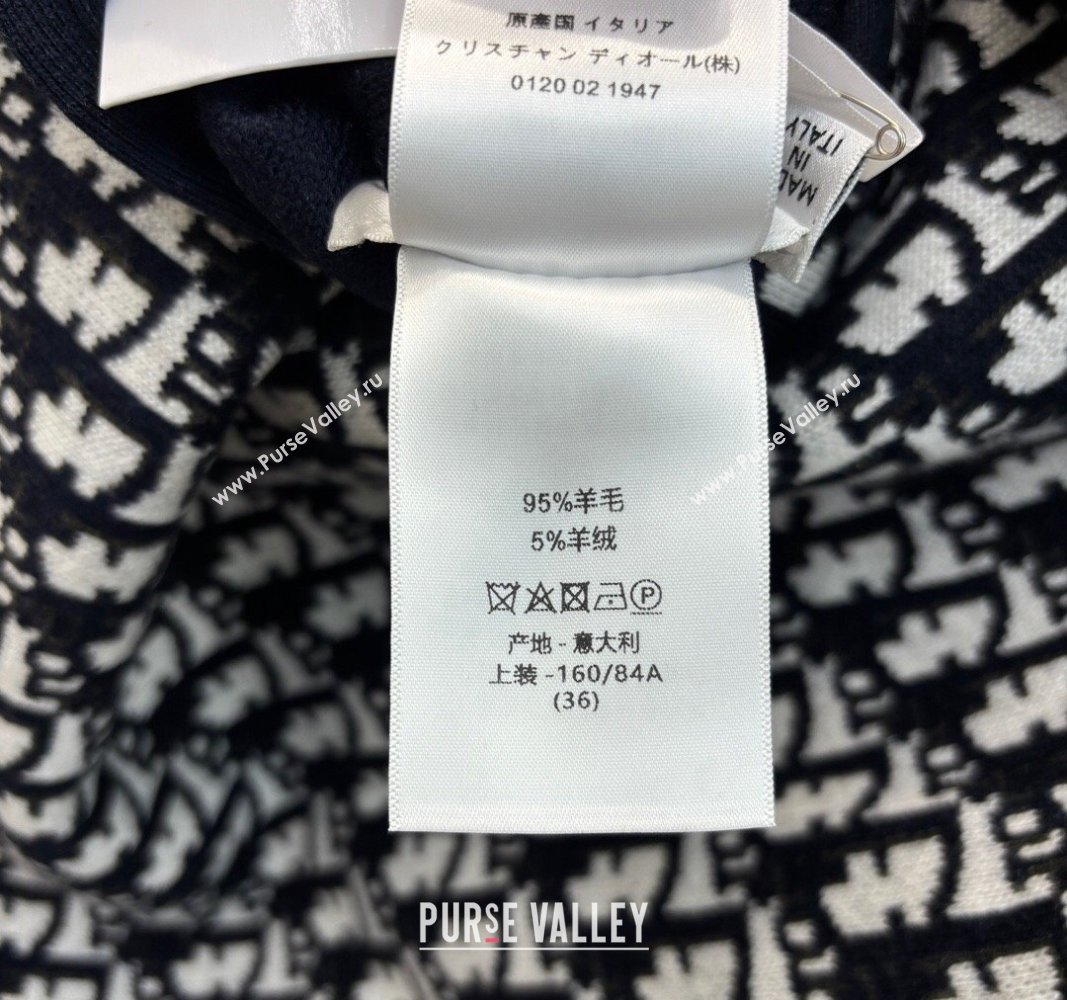 原産国 イタリア
クリスチャン ディオール(株)
0120 02 1947
MADE
IN
ITALY
www.PurseValley.ru
www.PurseValley.ru
95%羊毛
5%羊绒
P
产地 - 意大利
上装 -160/84A
(36)
PURSE VALLEY